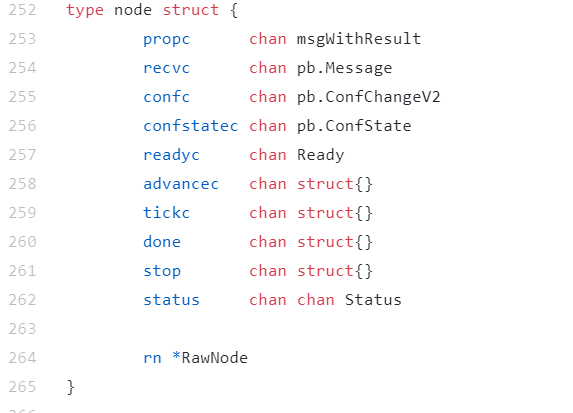 252 type node struct {
253 propc chan msgWithResult
254 recvc chan pb.Message
255 confc chan pb.ConfChangeV2
256 confstatec chan pb.ConfState
257 readyc chan Ready
258 advancec chan struct{}
259 tickc chan struct{}
260 done chan struct{}
261 stop chan struct{}
262 status chan chan Status
263
264 rn *RawNode
265 }